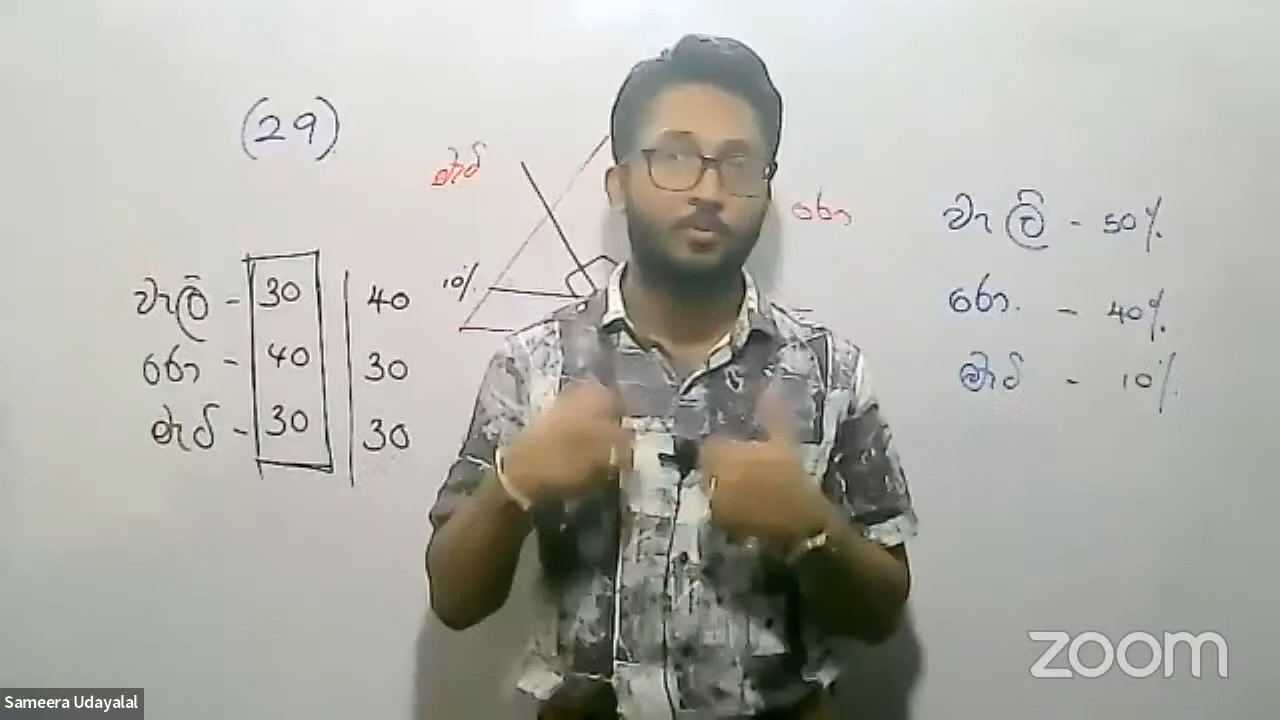 (29)
වැලි - 30 | 40
රො - 40 | 30
මැටි - 30 | 30
මැටි
10%
රොා
වැලි - 50%
රො. - 40%
මැටි - 10%
zoom
Sameera Udayalal